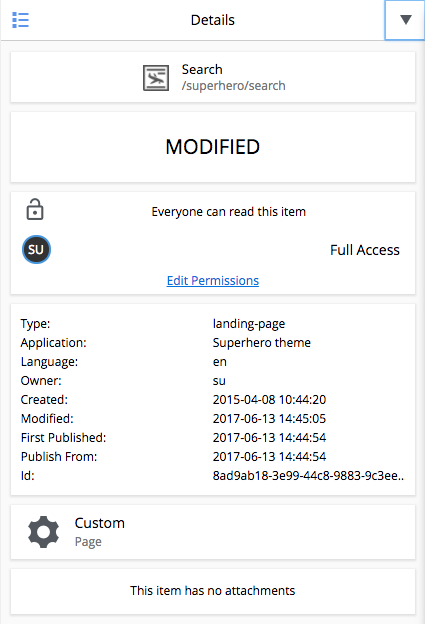 Details
Search
/superhero/search
MODIFIED
Everyone can read this item
SU
Full Access
Edit Permissions
Type: landing-page
Application: Superhero theme
Language: en
Owner: su
Created: 2015-04-08 10:44:20
Modified: 2017-06-13 14:45:05
First Published: 2017-06-13 14:44:54
Publish From: 2017-06-13 14:44:54
Id: 8ad9ab18-3e99-44c8-9883-9c3ee..
Custom
Page
This item has no attachments